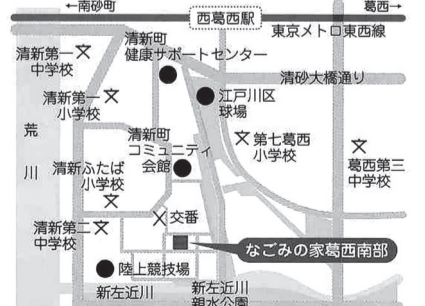 ←南砂町
西葛西駅
葛西→
東京メトロ東西線
清新町
健康サポートセンター
清新第一
中学校
清砂大橋通り
江戸川区
球場
清新第一
小学校
荒川
清新町
コミュニティ
会館
第七葛西
小学校
葛西第三
中学校
清新ふたば
小学校
交番
清新第二
中学校
なごみの家葛西南部
陸上競技場
新左近川
新左近川
親水公園